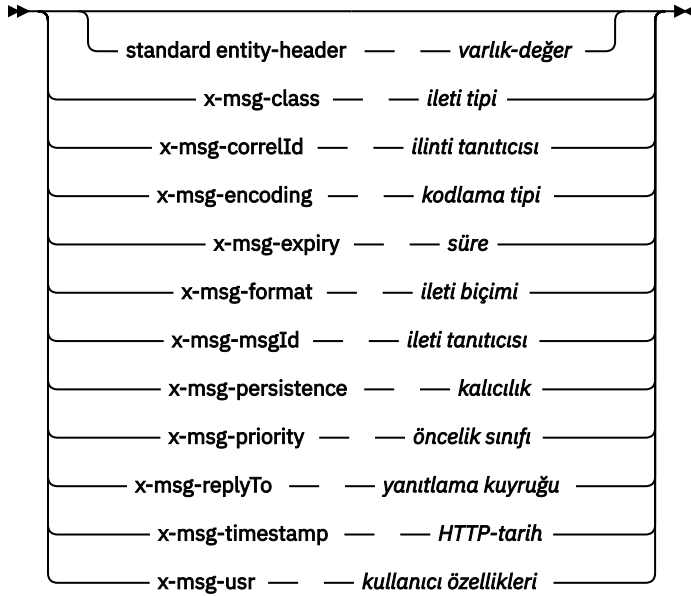 standard entity-header varlık-değer
x-msg-class ileti tipi
x-msg-correlId ilinti tanıtıcısı
x-msg-encoding kodlama tipi
x-msg-expiry süre
x-msg-format ileti biçimi
x-msg-msgId ileti tanıtıcısı
x-msg-persistence kalıcılık
x-msg-priority öncelik sınıfı
x-msg-replyTo yanıtlama kuyruğu
x-msg-timestamp HTTP-tarih
x-msg-usr kullanıcı özellikleri